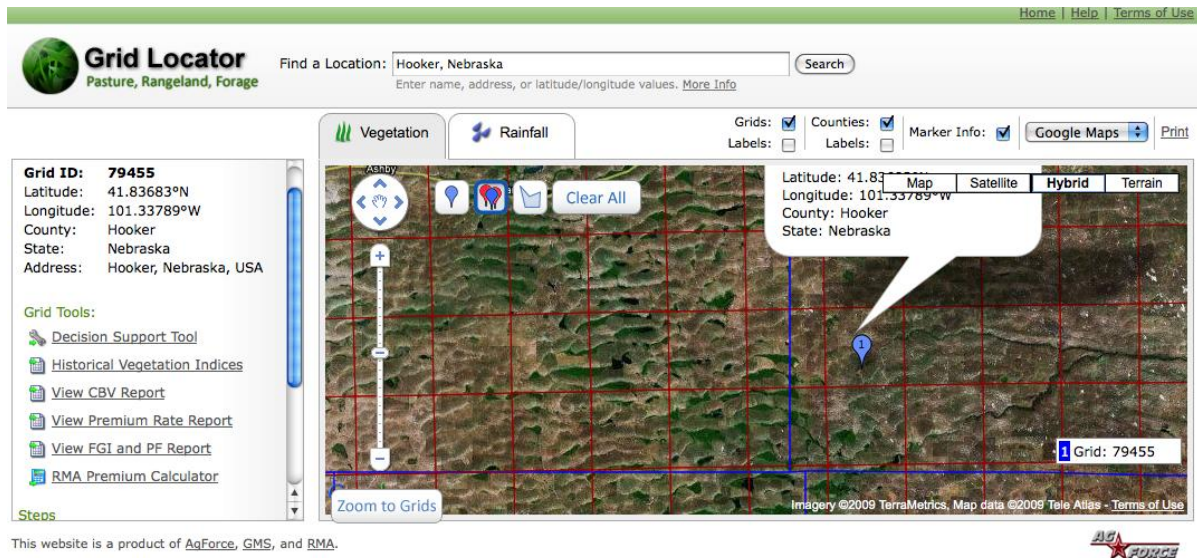 Home | Help | Terms of Use
Grid Locator
Pasture, Rangeland, Forage
Find a Location: Hooker, Nebraska Search
Enter name, address, or latitude/longitude values. More Info
Vegetation Rainfall
Grids: Counties: Marker Info: Google Maps Print
Labels: Labels:
Grid ID: 79455
Latitude: 41.83683°N
Longitude: 101.33789°W
County: Hooker
State: Nebraska
Address: Hooker, Nebraska, USA
Grid Tools:
Decision Support Tool
Historical Vegetation Indices
View CBV Report
View Premium Rate Report
View FGI and PF Report
RMA Premium Calculator
Steps
Ashby
Clear All
Latitude: 41.83
Longitude: 101.33789°W
County: Hooker
State: Nebraska
Map Satellite Hybrid Terrain
1
1 Grid: 79455
Zoom to Grids
Imagery ©2009 TerraMetrics, Map data ©2009 Tele Atlas - Terms of Use
This website is a product of AgForce, GMS, and RMA.
AG FORCE